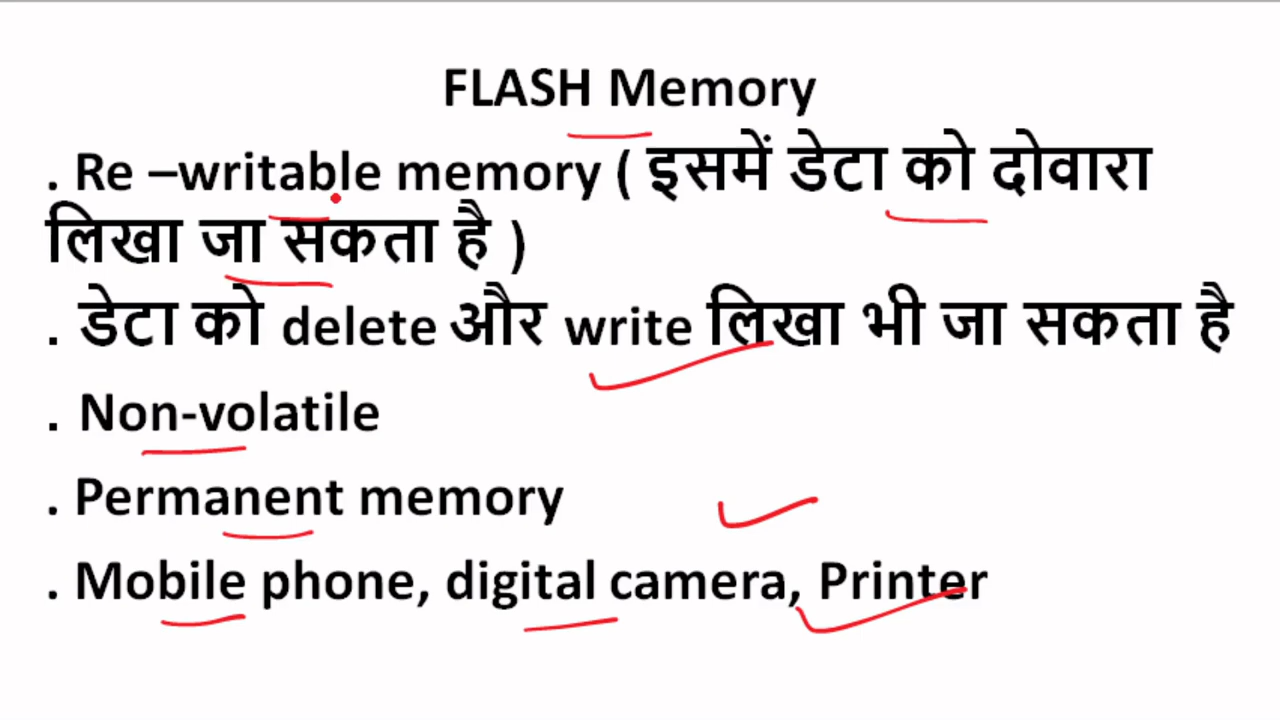 FLASH Memory
. Re –writable memory ( इसमें डेटा को दोवारा
लिखा जा सकता है )
. डेटा को delete और write लिखा भी जा सकता है
. Non-volatile
. Permanent memory
. Mobile phone, digital camera, Printer